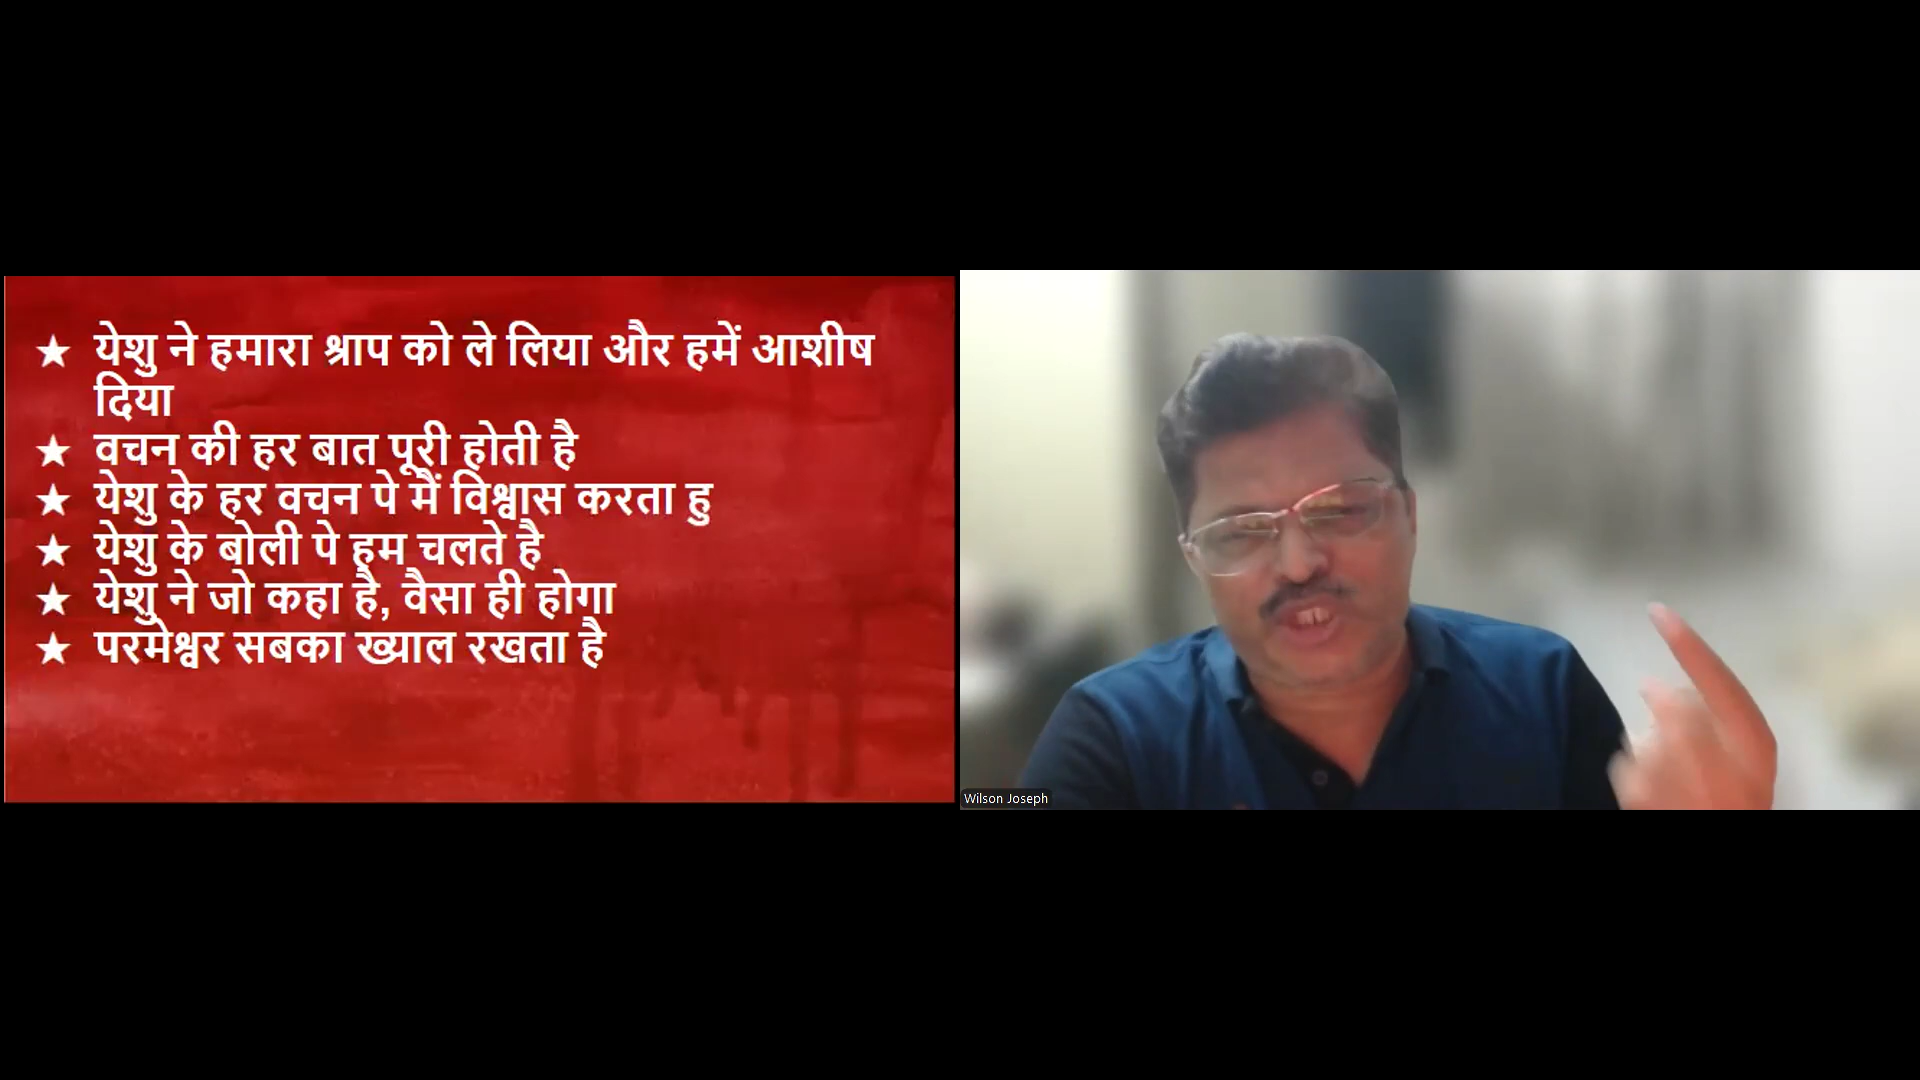 ★ येशु ने हमारा श्राप को ले लिया और हमें आशीष
दिया
★ वचन की हर बात पूरी होती है
★ येशु के हर वचन पे मैं विश्वास करता हु
★ येशु के बोली पे हम चलते है
★ येशु ने जो कहा है, वैसा ही होगा
★ परमेश्वर सबका ख्याल रखता है
Wilson Joseph